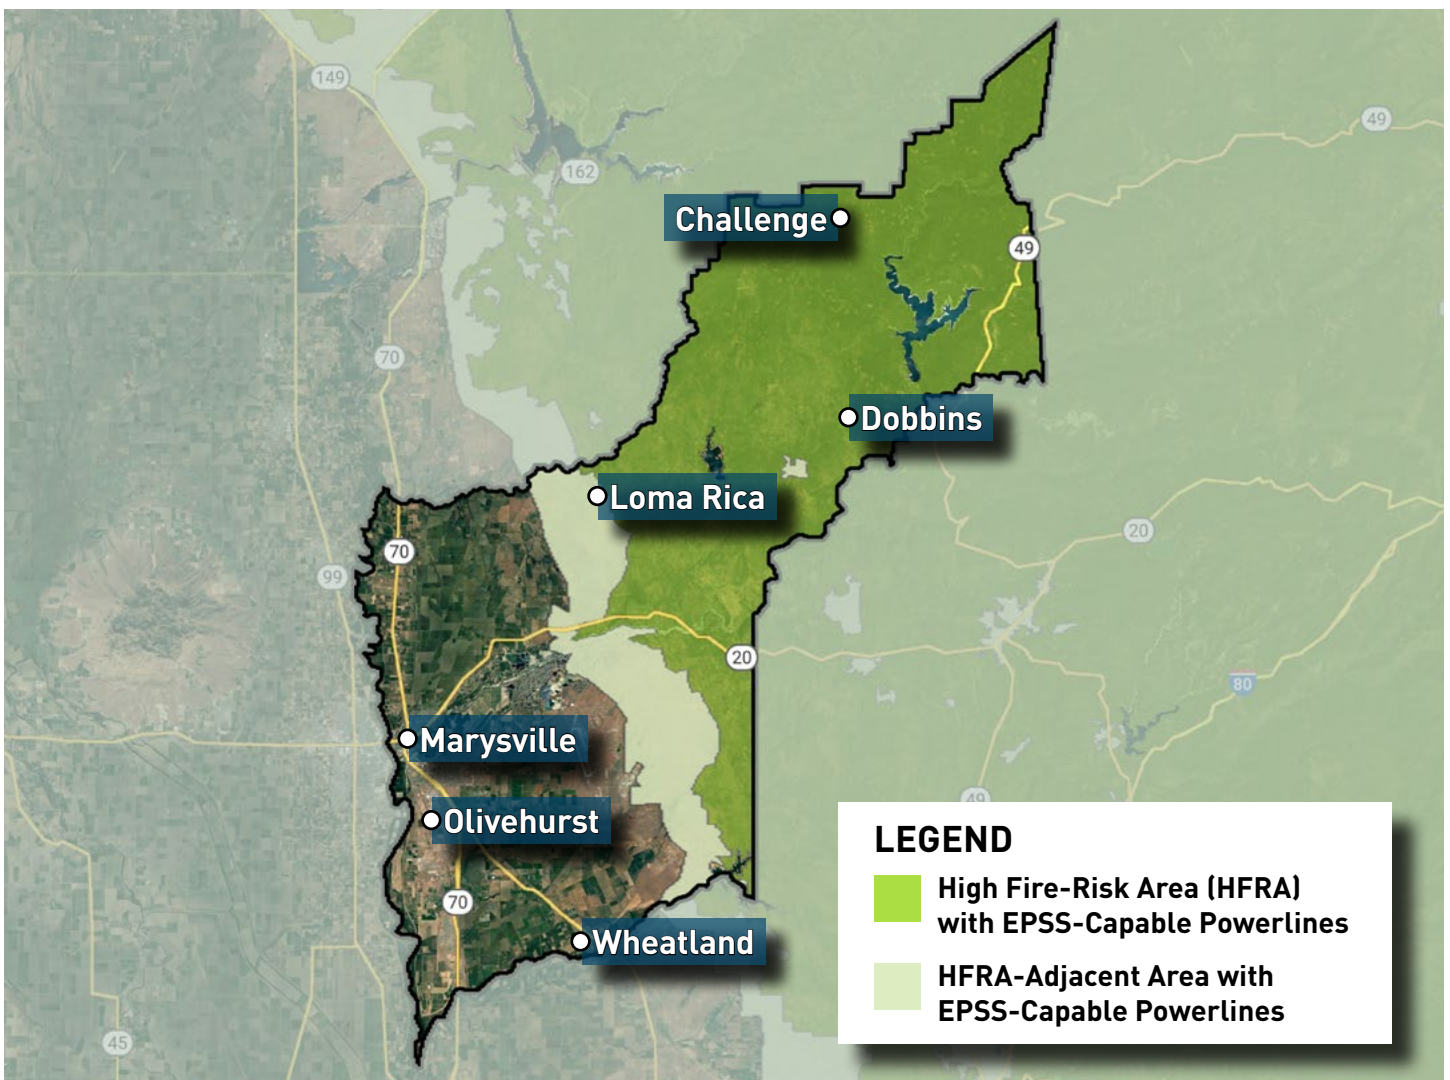 149
49
162
Challenge
49
70
Dobbins
Loma Rica
70
20
99
20
80
Marysville
49
Olivehurst
70
Wheatland
45
LEGEND
High Fire-Risk Area (HFRA)
with EPSS-Capable Powerlines
HFRA-Adjacent Area with
EPSS-Capable Powerlines